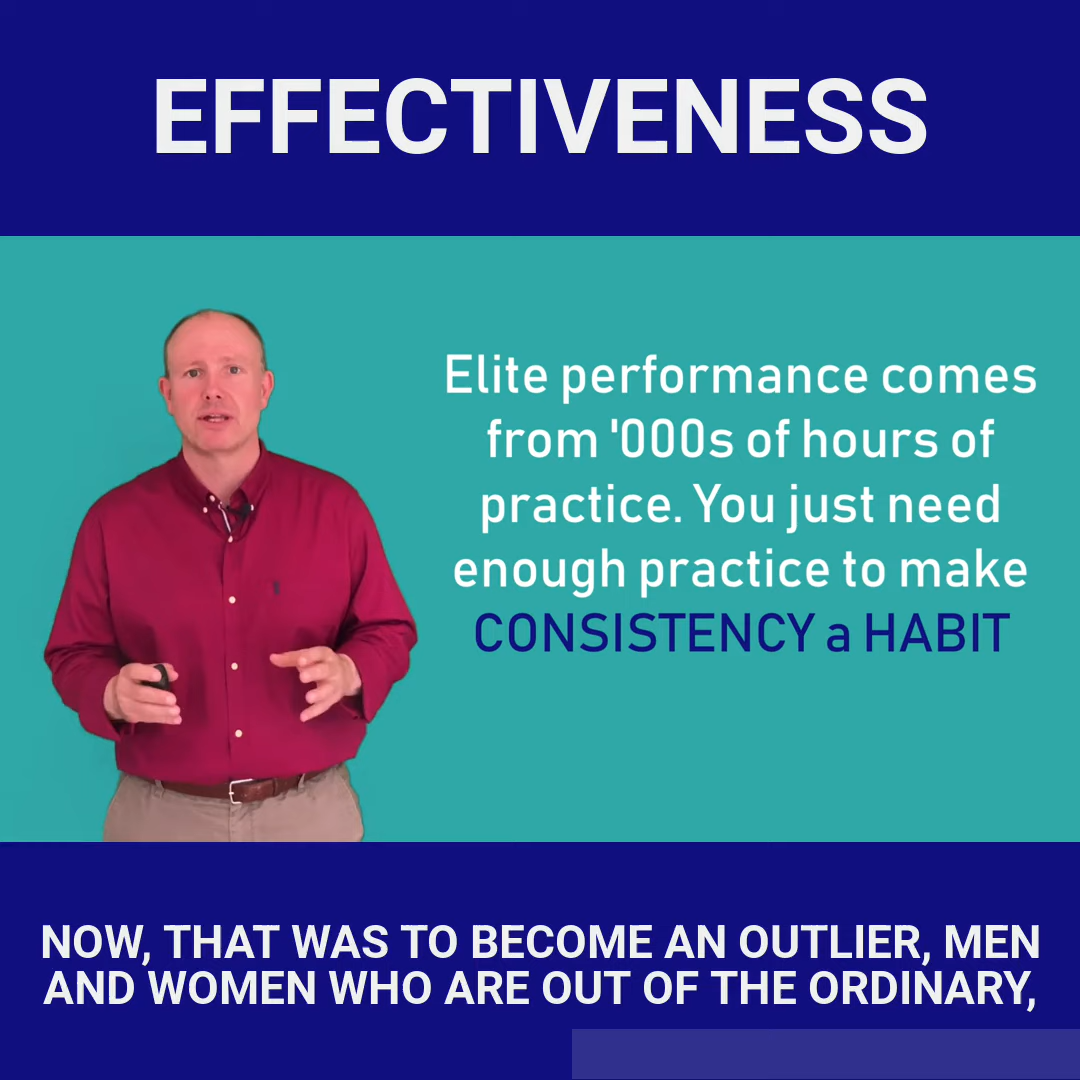 EFFECTIVENESS
Elite performance comes
from '000s of hours of
practice. You just need
enough practice to make
CONSISTENCY a HABIT
NOW, THAT WAS TO BECOME AN OUTLIER, MEN
AND WOMEN WHO ARE OUT OF THE ORDINARY,